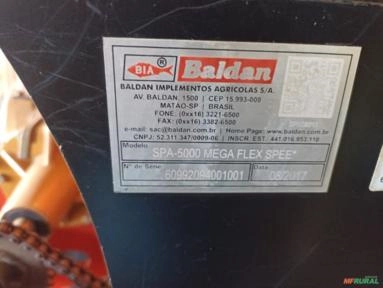 BIA ® Baldan
BALDAN IMPLEMENTOS AGRICOLAS S/A.
AV. BALDAN, 1500 | CEP 15.993-000
MATÃO-SP | BRASIL
FONE: (0xx16) 3221-6500
FAX: (0xx16) 3382-6500
e-mail: sac@baldan.com.br | Home Page: www.baldan.com.br
CNPJ: 52.311.347/0009-06 | INSCR. EST.: 441.016.953.110
Modelo
SPA-5000 MEGA FLEX SPEE*
Nº de Série Data
60992094001001 08/2017
MFRURAL